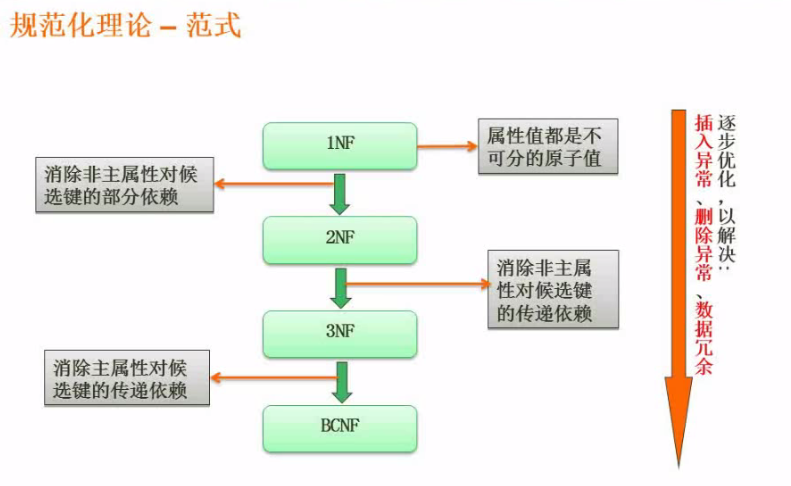 规范化理论 – 范式
1NF
属性值都是不
可分的原子值
消除非主属性对候
选键的部分依赖
2NF
消除非主属
性对候选键
的传递依赖
3NF
消除主属性对候
选键的传递依赖
BCNF
逐步优化,以解决:
插入异常、删除异常、数据冗余